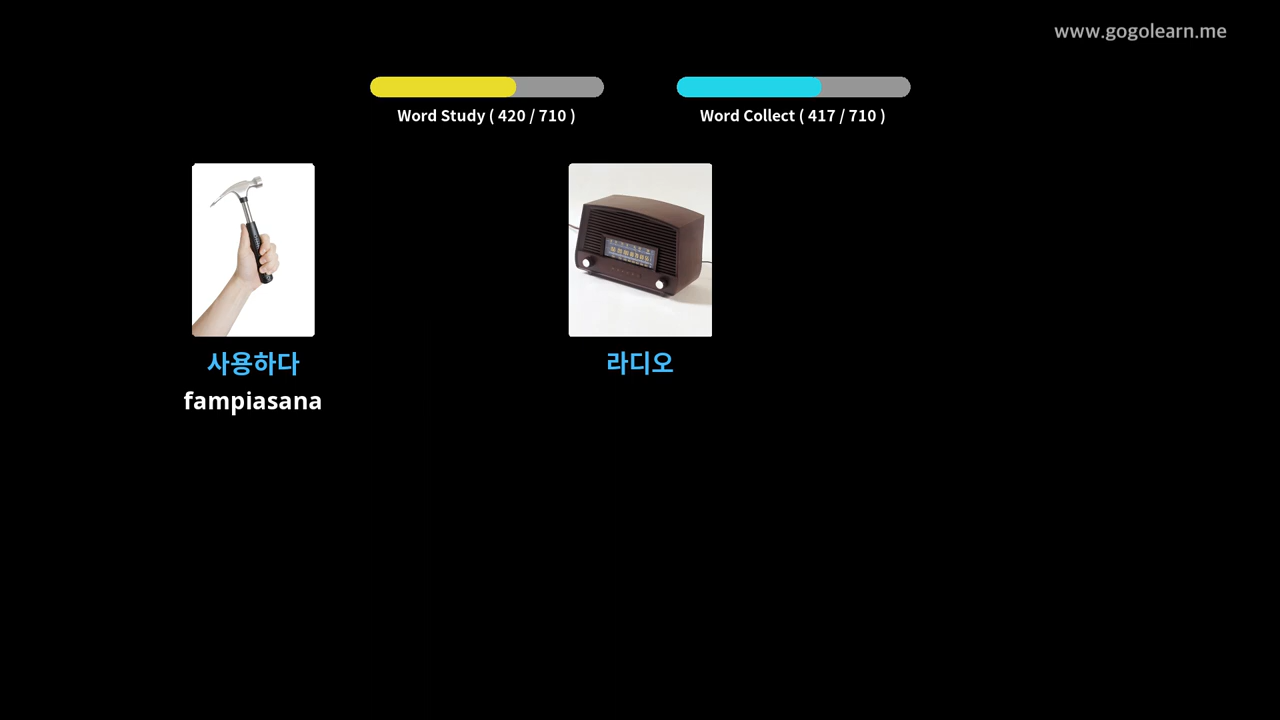 www.gogolearn.me
Word Study ( 420 / 710 )
Word Collect ( 417 / 710 )
사용하다
fampiasana
라디오